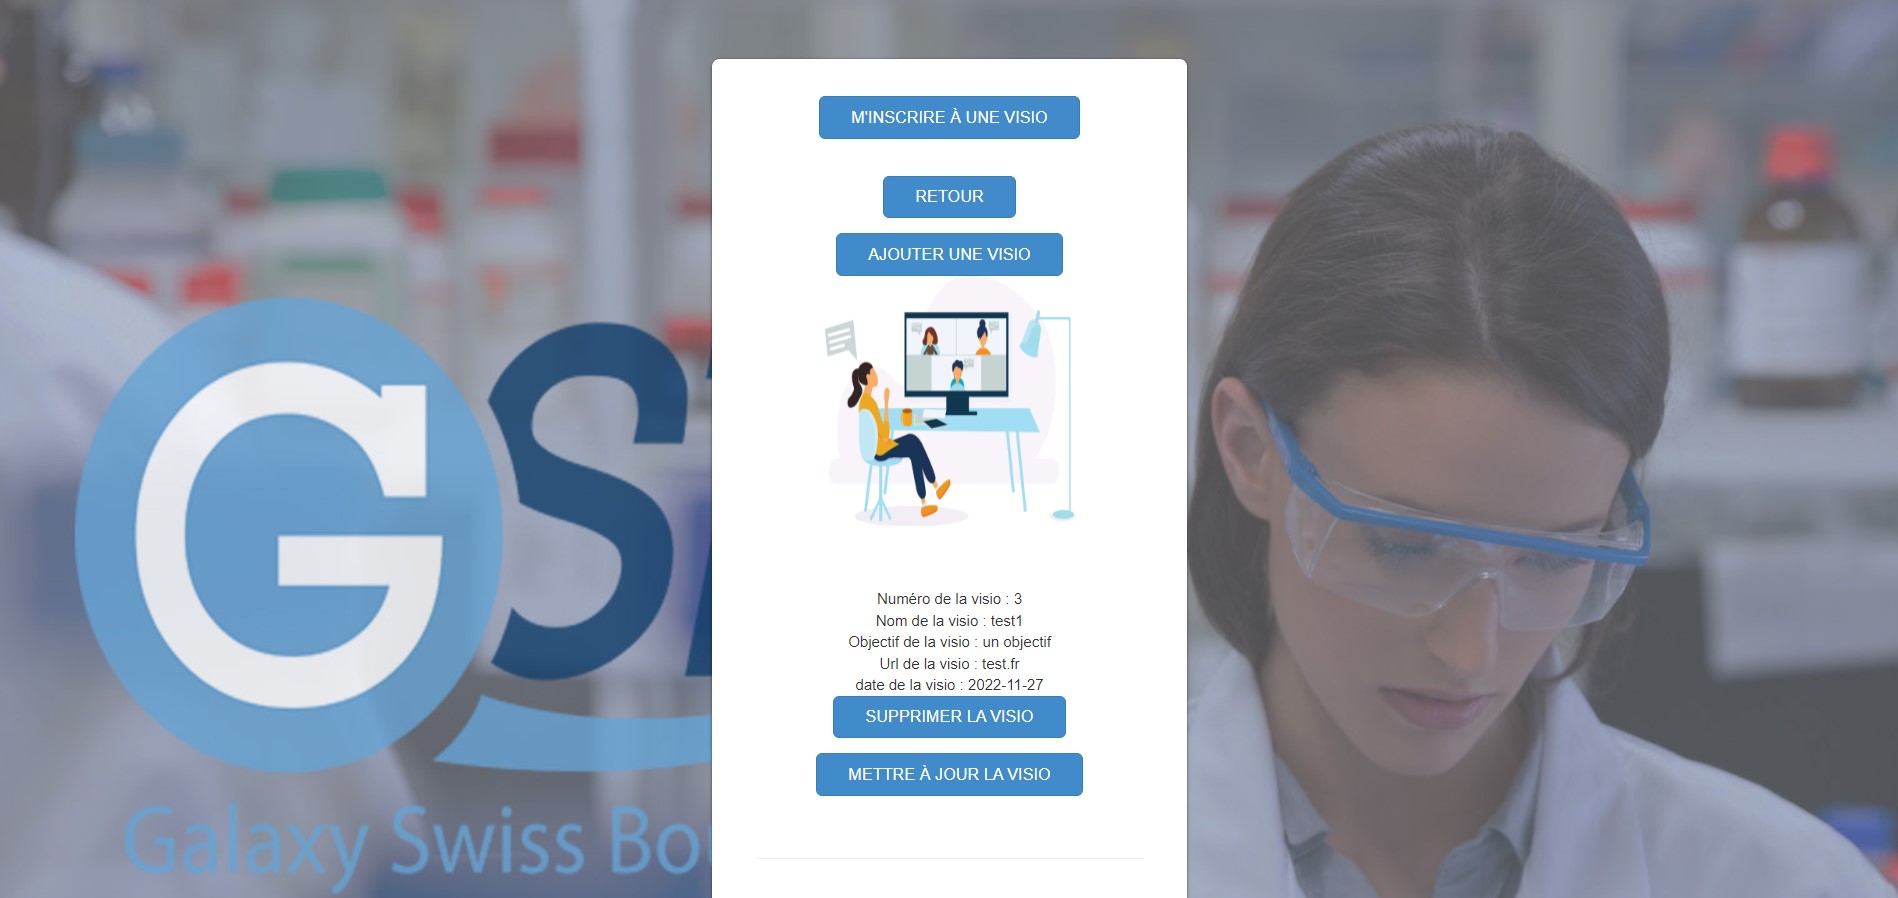 M'INSCRIRE À UNE VISIO
RETOUR
AJOUTER UNE VISIO
GS
Galaxy Swiss Bou
Numéro de la visio : 3
Nom de la visio : test1
Objectif de la visio : un objectif
Url de la visio : test.fr
date de la visio : 2022-11-27
SUPPRIMER LA VISIO
METTRE À JOUR LA VISIO